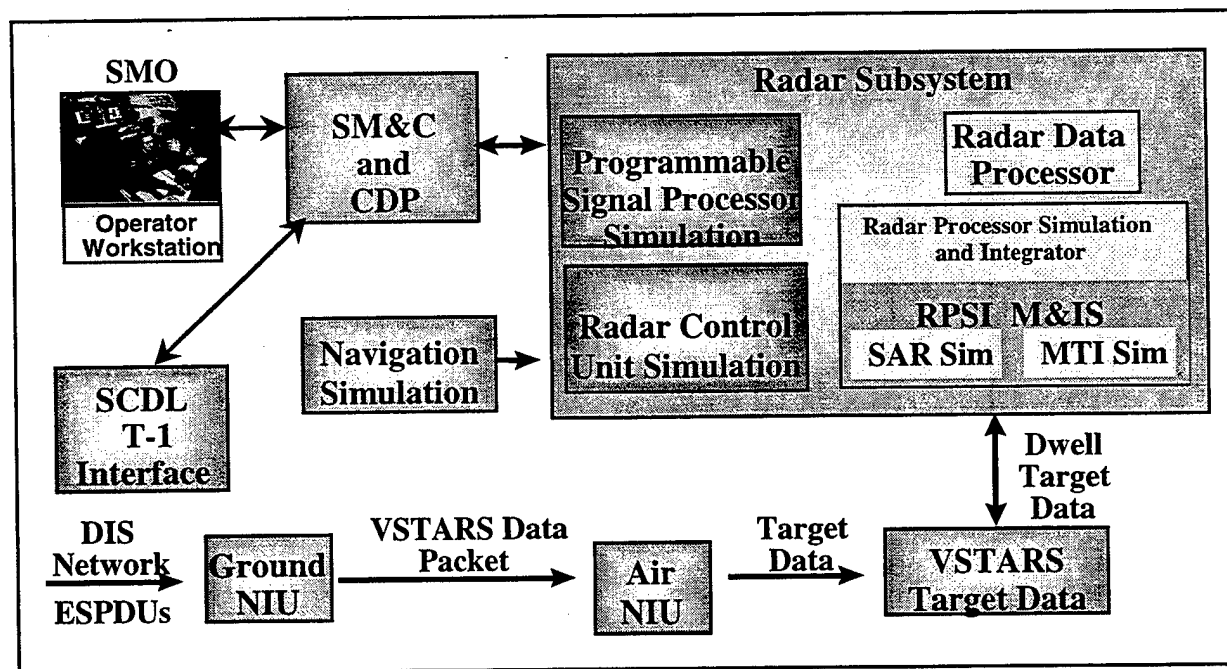 SMO
Operator
Workstation
SM&C
and
CDP
Radar Subsystem
Programmable
Signal Processor
Simulation
Radar Data
Processor
Radar Processor Simulation
and Integrator
RPSI M&IS
SAR Sim
MTI Sim
Radar Control
Unit Simulation
Navigation
Simulation
SCDL
T-1
Interface
Dwell
Target
Data
DIS
Network
ESPDUs
Ground
NIU
VSTARS Data
Packet
Air
NIU
Target
Data
VSTARS
Target Data